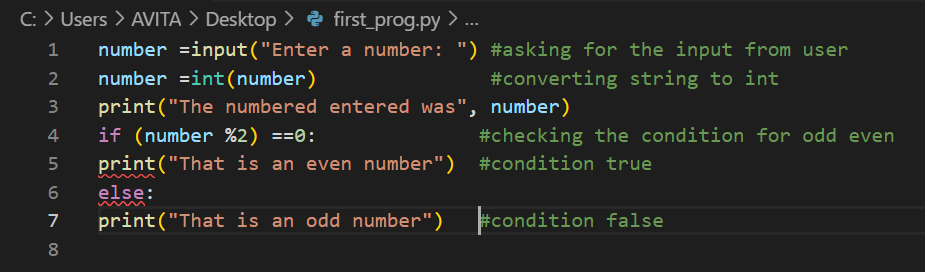 C: > Users > AVITA > Desktop > first_prog.py > ...
1 number =input("Enter a number: ") #asking for the input from user
2 number =int(number) #converting string to int
3 print("The numbered entered was", number)
4 if (number %2) ==0: #checking the condition for odd even
5 print("That is an even number") #condition true
6 else:
7 print("That is an odd number") #condition false
8